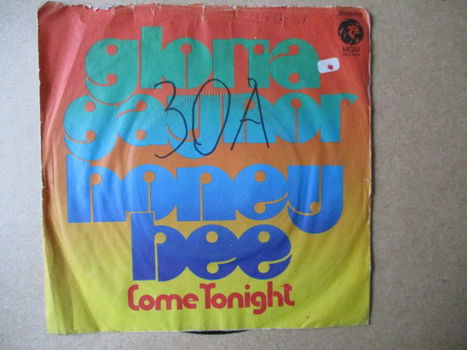 MGM
gloria
gaynor
30A
honey
bee
Come Tonight